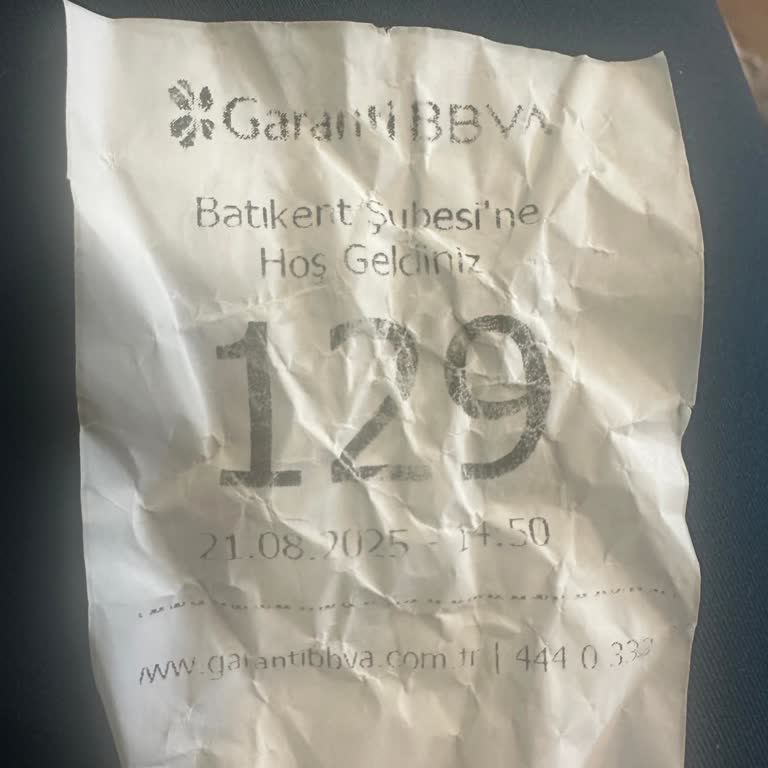 Garanti BBVA
Batıkent Şubesi'ne
Hoş Geldiniz
129
21.08.2025 - 14:50
www.garantibbva.com.tr | 444 0 333